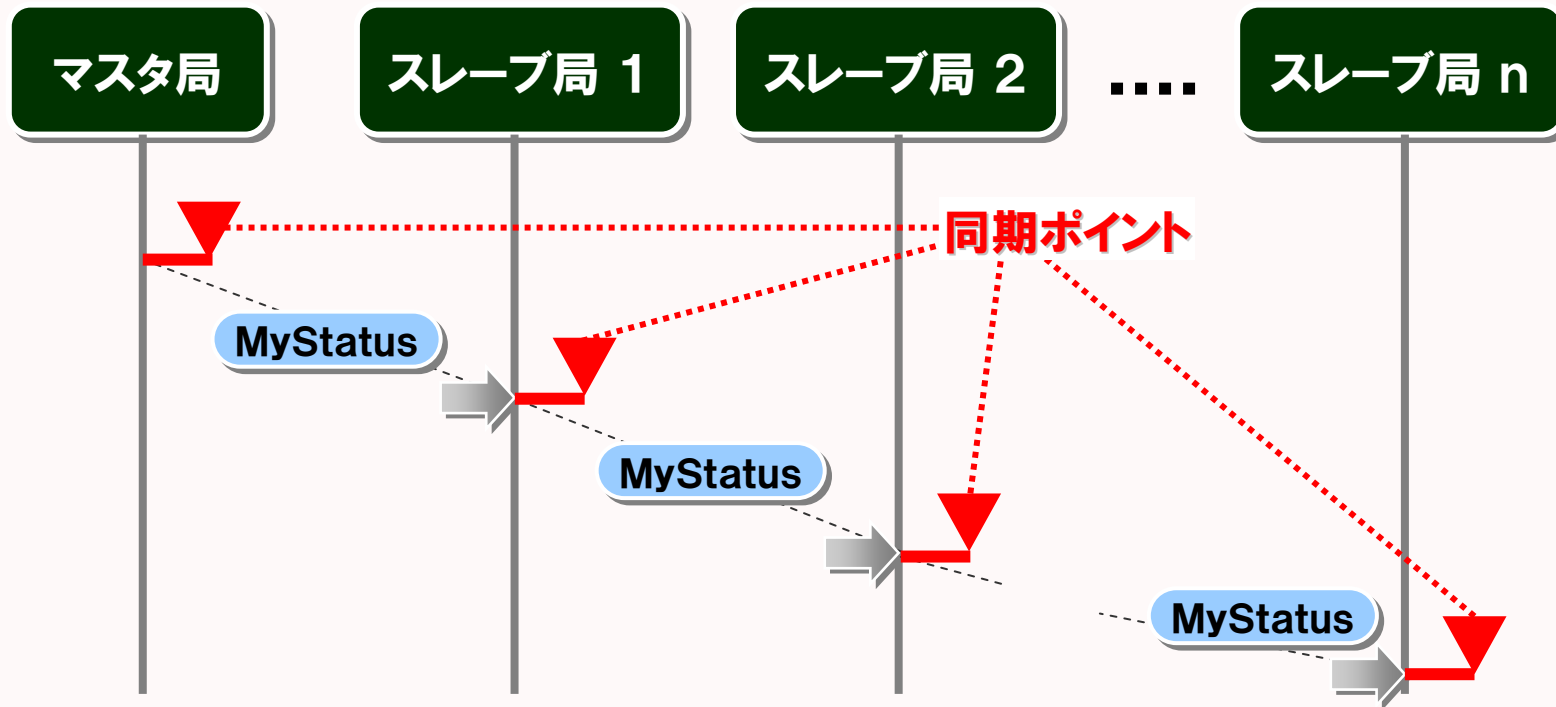 マスタ局
スレーブ局 1
スレーブ局 2
....
スレーブ局 n
同期ポイント
MyStatus
MyStatus
MyStatus